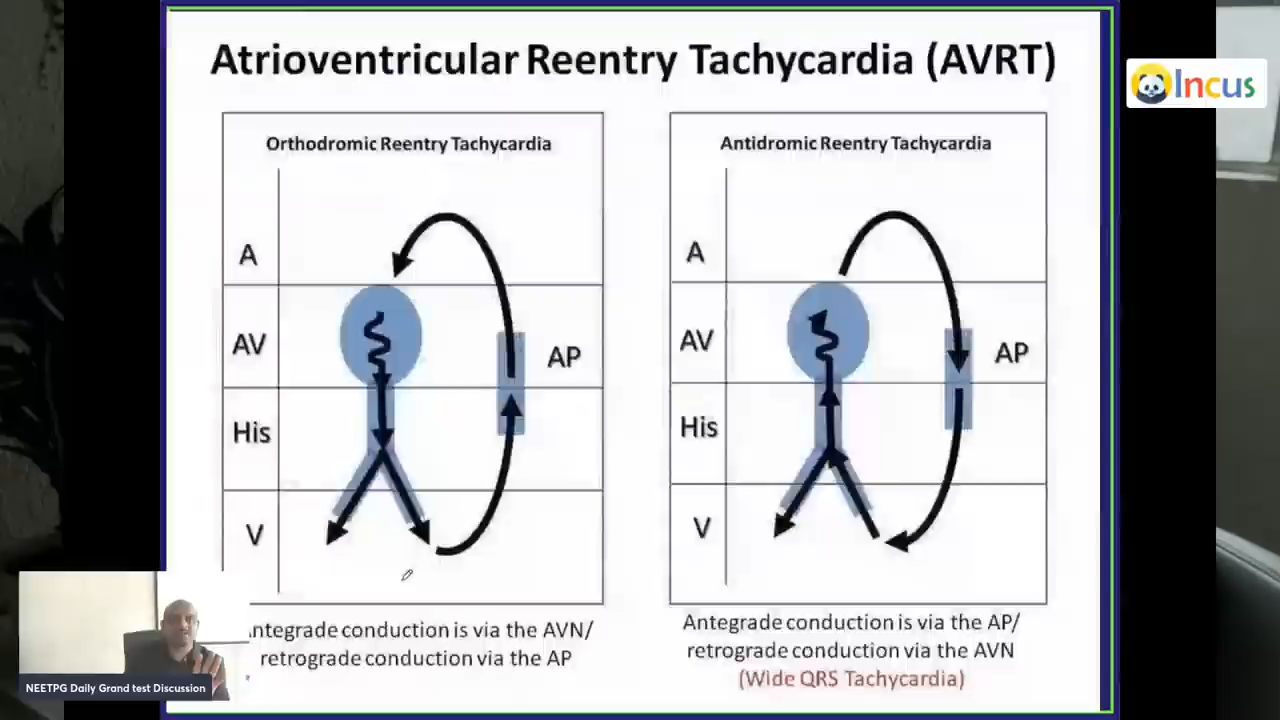 Atrioventricular Reentry Tachycardia (AVRT)
Incus
Orthodromic Reentry Tachycardia
A
AV
AP
His
V
ntegrade conduction is via the AVN/
retrograde conduction via the AP
Antidromic Reentry Tachycardia
A
AV
AP
His
V
Antegrade conduction is via the AP/
retrograde conduction via the AVN
(Wide QRS Tachycardia)
NEETPG Daily Grand test Discussion